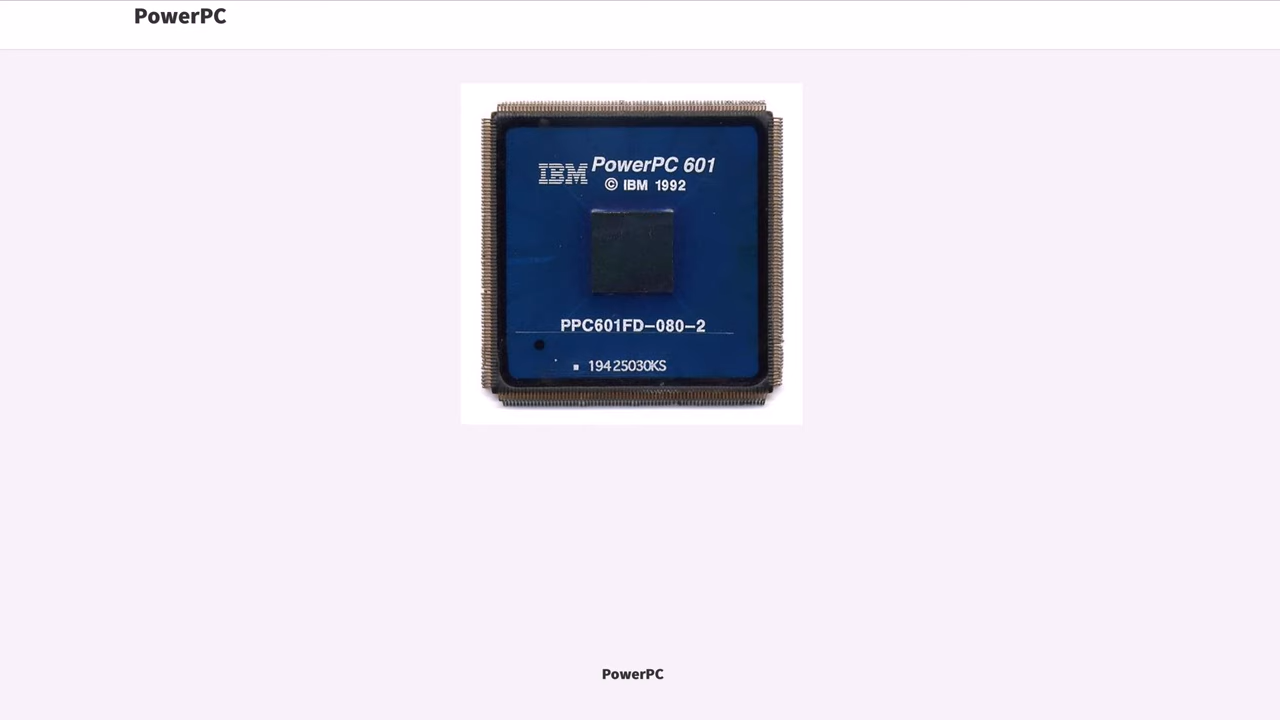 PowerPC
IBM PowerPC 601
© IBM 1992
PPC601FD-080-2
19425030KS
PowerPC